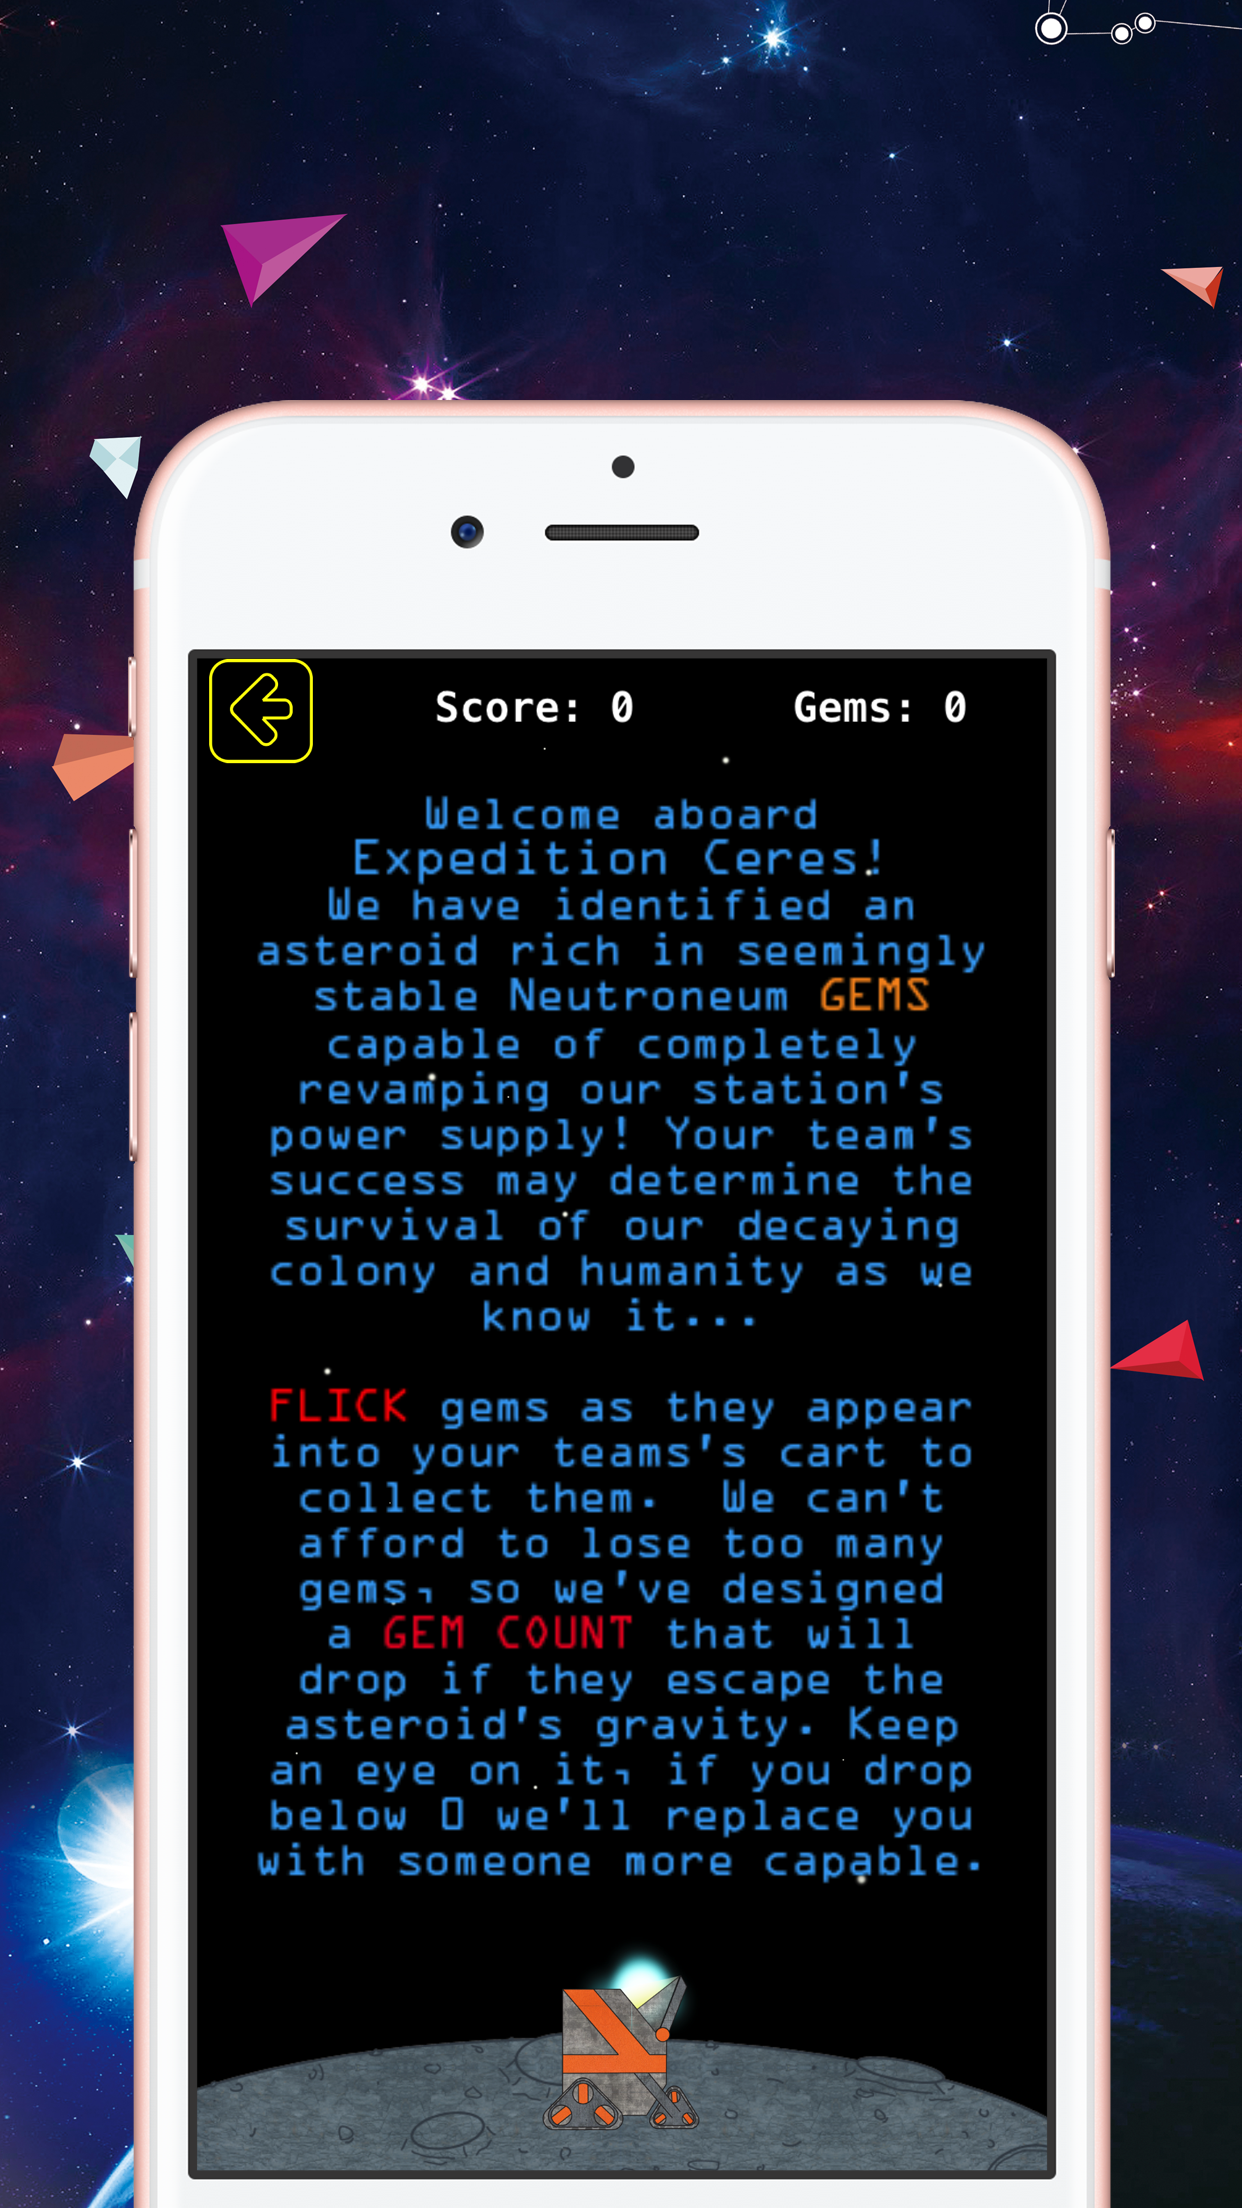 Score: 0
Gems: 0
Welcome aboard
Expedition Ceres!
We have identified an
asteroid rich in seemingly
stable Neutroneum GEMS
capable of completely
revamping our station's
power supply! Your team's
success may determine the
survival of our decaying
colony and humanity as we
know it...
FLICK gems as they appear
into your teams's cart to
collect them.  We can't
afford to lose too many
gems, so we've designed
a GEM COUNT that will
drop if they escape the
asteroid's gravity. Keep
an eye on it, if you drop
below 0 we'll replace you
with someone more capable.